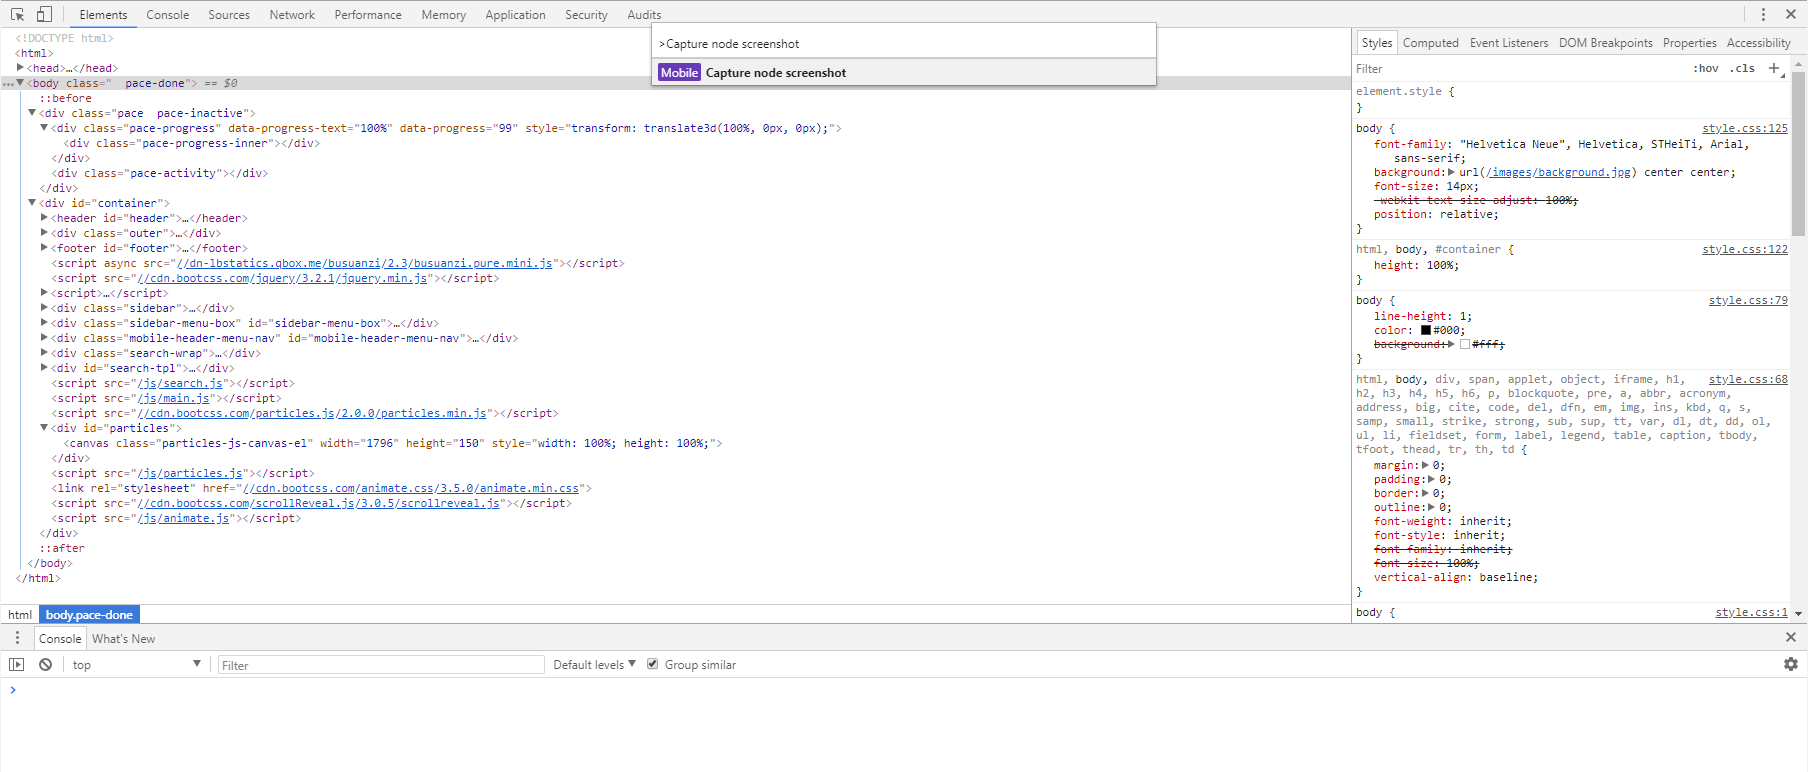 Elements Console Sources Network Performance Memory Application Security Audits
>Capture node screenshot
Mobile Capture node screenshot
<!DOCTYPE html>
<html>
<head>…</head>
<body class="  pace-done"> == $0
::before
<div class="pace  pace-inactive">
<div class="pace-progress" data-progress-text="100%" data-progress="99" style="transform: translate3d(100%, 0px, 0px);">
<div class="pace-progress-inner"></div>
</div>
<div class="pace-activity"></div>
</div>
<div id="container">
<header id="header">…</header>
<div class="outer">…</div>
<footer id="footer">…</footer>
<script async src="//dn-lbstatics.qbox.me/busuanzi/2.3/busuanzi.pure.mini.js"></script>
<script src="//cdn.bootcss.com/jquery/3.2.1/jquery.min.js"></script>
<script>…</script>
<div class="sidebar">…</div>
<div class="sidebar-menu-box" id="sidebar-menu-box">…</div>
<div class="mobile-header-menu-nav" id="mobile-header-menu-nav">…</div>
<div class="search-wrap">…</div>
<div id="search-tpl">…</div>
<script src="/js/search.js"></script>
<script src="/js/main.js"></script>
<script src="//cdn.bootcss.com/particles.js/2.0.0/particles.min.js"></script>
<div id="particles">
<canvas class="particles-js-canvas-el" width="1796" height="150" style="width: 100%; height: 100%;">
</div>
<script src="/js/particles.js"></script>
<link rel="stylesheet" href="//cdn.bootcss.com/animate.css/3.5.0/animate.min.css">
<script src="//cdn.bootcss.com/scrollReveal.js/3.0.5/scrollreveal.js"></script>
<script src="/js/animate.js"></script>
</div>
::after
</body>
</html>
html body.pace-done
Styles Computed Event Listeners DOM Breakpoints Properties Accessibility
Filter :hov .cls +
element.style {
}
body { style.css:125
font-family: "Helvetica Neue", Helvetica, STHeiTi, Arial,
sans-serif;
background: url(/images/background.jpg) center center;
font-size: 14px;
-webkit-text-size-adjust: 100%;
position: relative;
}
html, body, #container { style.css:122
height: 100%;
}
body { style.css:79
line-height: 1;
color: #000;
background: #fff;
}
html, body, div, span, applet, object, iframe, h1, style.css:68
h2, h3, h4, h5, h6, p, blockquote, pre, a, abbr, acronym,
address, big, cite, code, del, dfn, em, img, ins, kbd, q, s,
samp, small, strike, strong, sub, sup, tt, var, dl, dt, dd, ol,
ul, li, fieldset, form, label, legend, table, caption, tbody,
tfoot, thead, tr, th, td {
margin: 0;
padding: 0;
border: 0;
outline: 0;
font-weight: inherit;
font-style: inherit;
font-family: inherit;
font-size: 100%;
vertical-align: baseline;
}
body { style.css:1
Console What's New
top Filter Default levels Group similar